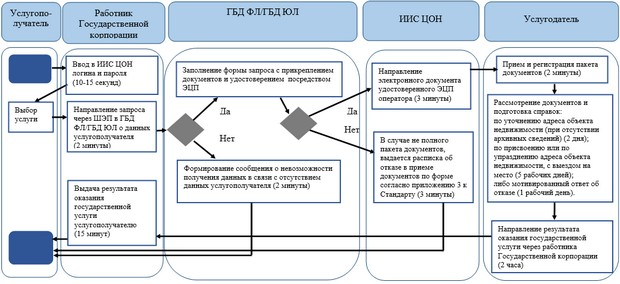 Услугопо-
лучатель
Работник
Государственной
корпорации
ГБД ФЛ/ГБД ЮЛ
ИИС ЦОН
Услугодатель
Ввод в ИИС ЦОН
логина и пароля
(10-15 секунд)
Выбор
услуги
Направление запроса
через ШЭП в ГБД
ФЛ/ГБД ЮЛ о данных
услугополучателя
(2 минуты)
Выдача результата
оказания
государственной
услуги
услугополучателю
(15 минут)
Заполнение формы запроса с прикреплением
документов и удостоверением посредством
ЭЦП
Да
Нет
Формирование сообщения о невозможности
получения данных в связи с отсутствием
данных услугополучателя (2 минуты)
Да
Нет
Направление
электронного документа
удостоверенного ЭЦП
оператора (3 минуты)
В случае не полного
пакета документов,
выдается расписка об
отказе в приеме
документов по форме
согласно приложению 3 к
Стандарту (3 минуты)
Прием и регистрация пакета
документов (2 минуты)
Рассмотрение документов и
подготовка справок:
по уточнению адреса объекта
недвижимости (при отсутствии
архивных сведений) (2 дня);
по присвоению или по
упразднению адреса объекта
недвижимости, с выездом на
место (5 рабочих дней);
либо мотивированный ответ об
отказе (1 рабочий день).
Направление результата
оказания государственной
услуги через работника
Государственной корпорации
(2 часа)